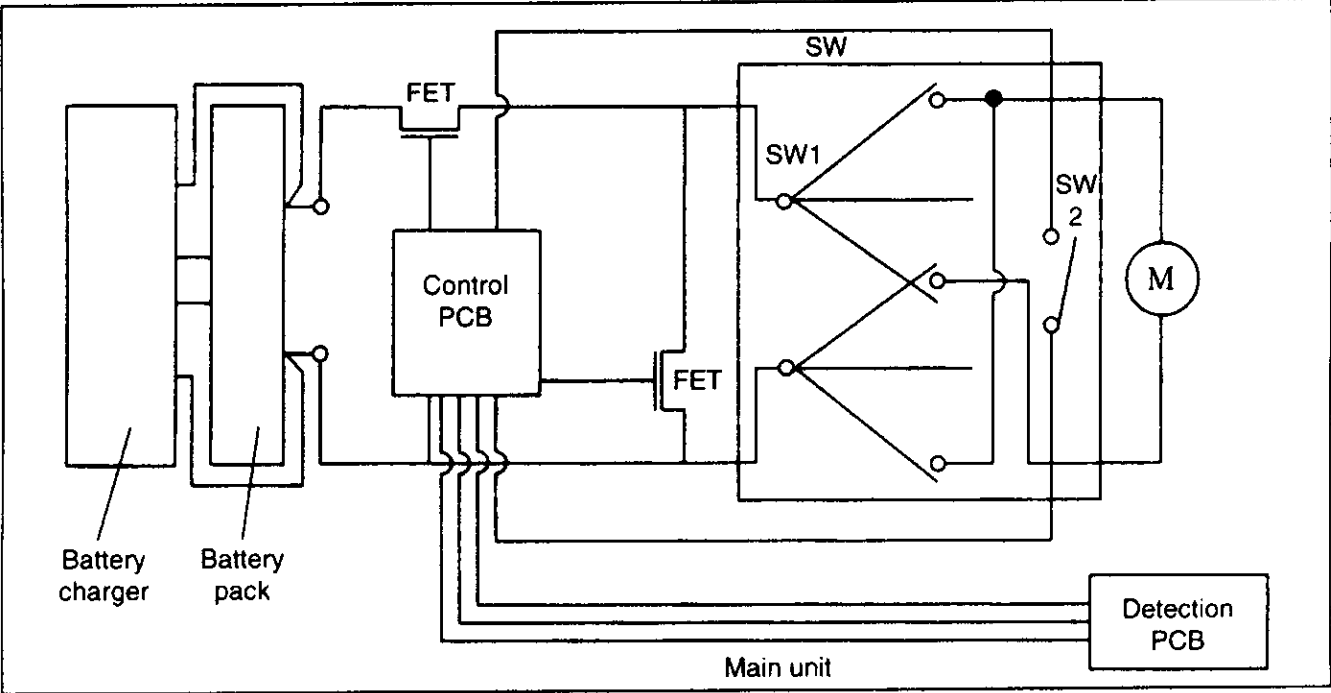 SW
FET
SW1
SW
2
M
Control
PCB
FET
Battery
charger
Battery
pack
Detection
PCB
Main unit